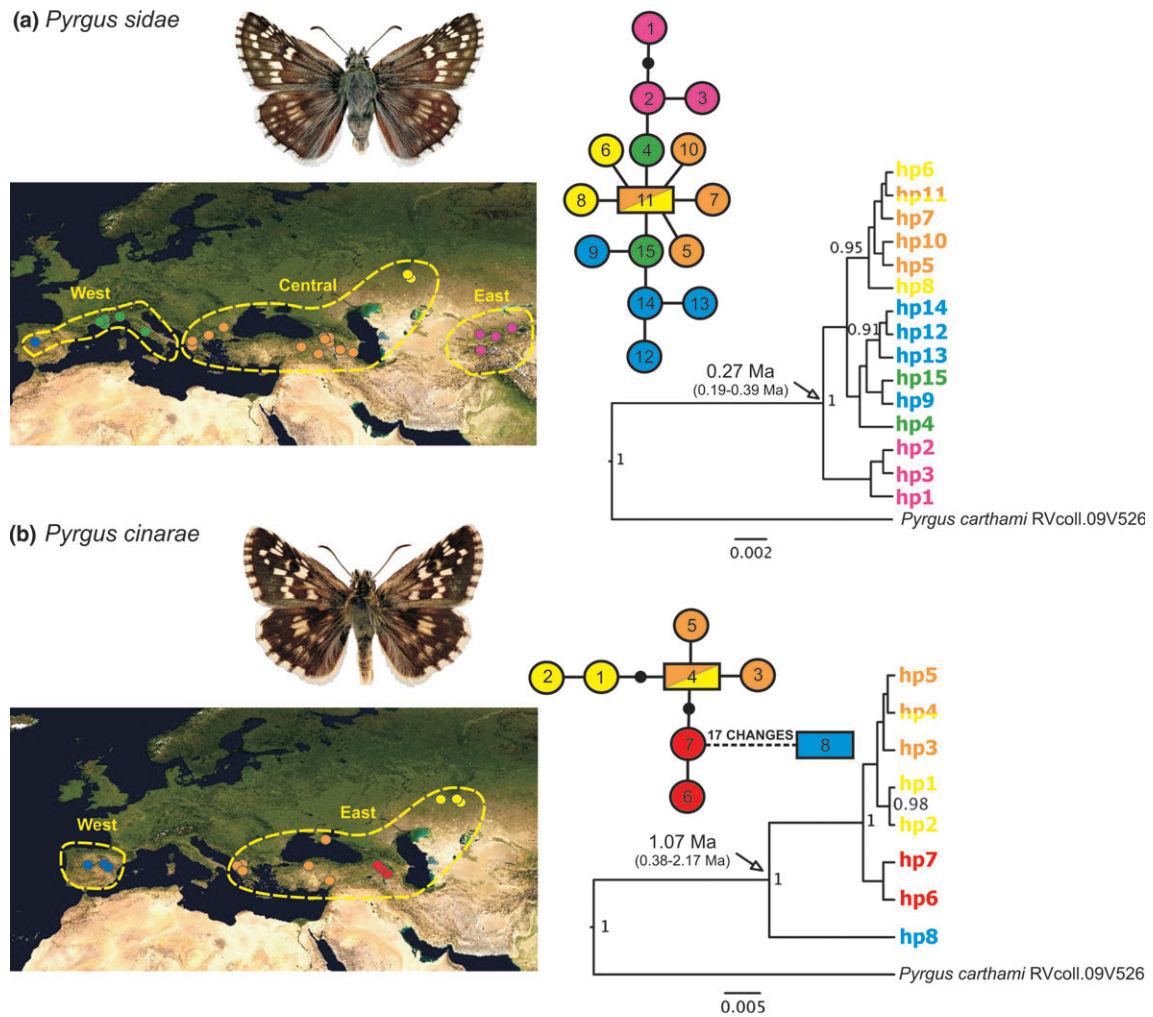 (a) Pyrgus sidae
1
2
3
6
4
10
8
11
7
9
15
5
14
13
12
West
Central
East
hp6
hp11
hp7
hp10
hp5
hp8
hp14
hp12
hp13
hp15
hp9
hp4
hp2
hp3
hp1
0.95
0.91
0.27 Ma
(0.19-0.39 Ma)
1
1
Pyrgus carthami RVcoll.09V526
0.002
(b) Pyrgus cinarae
5
2
1
4
3
7
17 CHANGES
8
6
West
East
hp5
hp4
hp3
hp1
0.98
hp2
1
hp7
hp6
1.07 Ma
(0.38-2.17 Ma)
1
hp8
1
Pyrgus carthami RVcoll.09V526
0.005